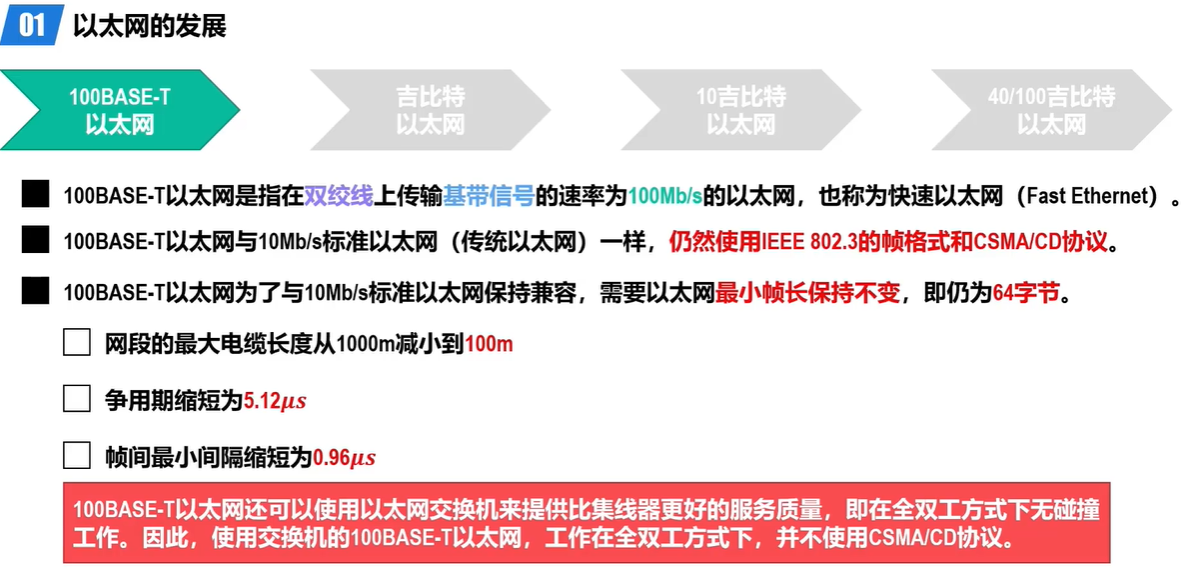 01 以太网的发展
100BASE-T
以太网
吉比特
以太网
10吉比特
以太网
40/100吉比特
以太网
100BASE-T以太网是指在双绞线上传输基带信号的速率为100Mb/s的以太网，也称为快速以太网（Fast Ethernet）。
100BASE-T以太网与10Mb/s标准以太网（传统以太网）一样，仍然使用IEEE 802.3的帧格式和CSMA/CD协议。
100BASE-T以太网为了与10Mb/s标准以太网保持兼容，需要以太网最小帧长保持不变，即仍为64字节。
网段的最大电缆长度从1000m减小到100m
争用期缩短为5.12μs
帧间最小间隔缩短为0.96μs
100BASE-T以太网还可以使用以太网交换机来提供比集线器更好的服务质量，即在全双工方式下无碰撞
工作。因此，使用交换机的100BASE-T以太网，工作在全双工方式下，并不使用CSMA/CD协议。